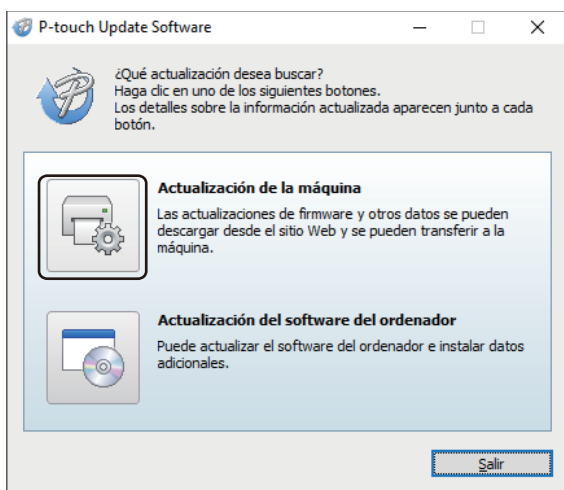 P-touch Update Software
¿Qué actualización desea buscar?
Haga clic en uno de los siguientes botones.
Los detalles sobre la información actualizada aparecen junto a cada
botón.
Actualización de la máquina
Las actualizaciones de firmware y otros datos se pueden
descargar desde el sitio Web y se pueden transferir a la
máquina.
Actualización del software del ordenador
Puede actualizar el software del ordenador e instalar datos
adicionales.
Salir